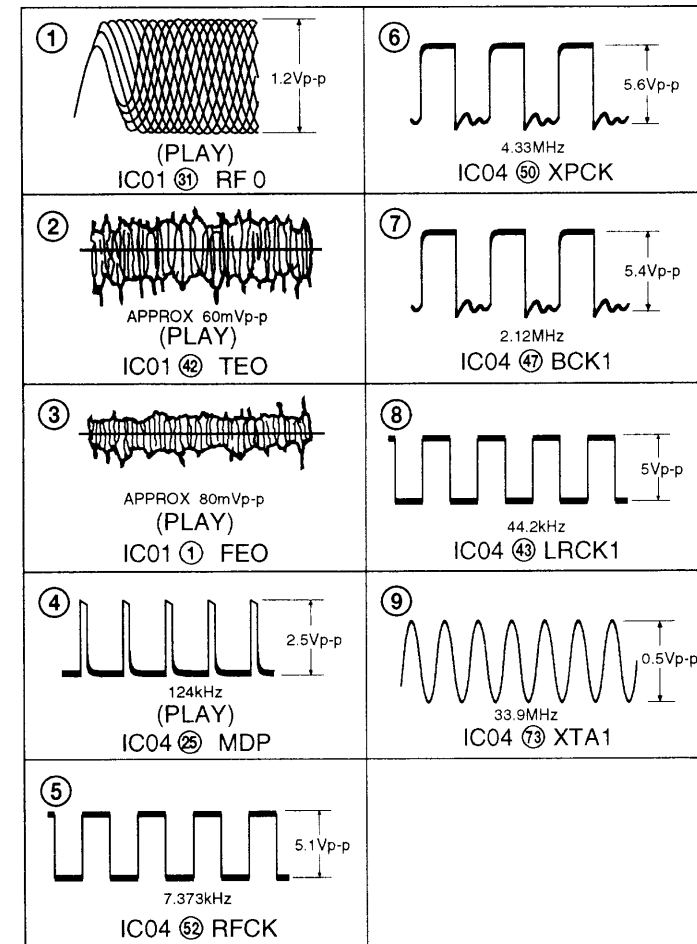 ①
1.2Vp-p
(PLAY)
IC01 ㉛ RF 0
②
APPROX 60mVp-p
(PLAY)
IC01 ㊷ TEO
③
APPROX 80mVp-p
(PLAY)
IC01 ① FEO
④
2.5Vp-p
124kHz
(PLAY)
IC04 ㉕ MDP
⑤
5.1Vp-p
7.373kHz
IC04 52 RFCK
⑥
5.6Vp-p
4.33MHz
IC04 ㊿ XPCK
⑦
5.4Vp-p
2.12MHz
IC04 ㊼ BCK1
⑧
5Vp-p
44.2kHz
IC04 ㊸ LRCK1
⑨
0.5Vp-p
33.9MHz
IC04 73 XTA1